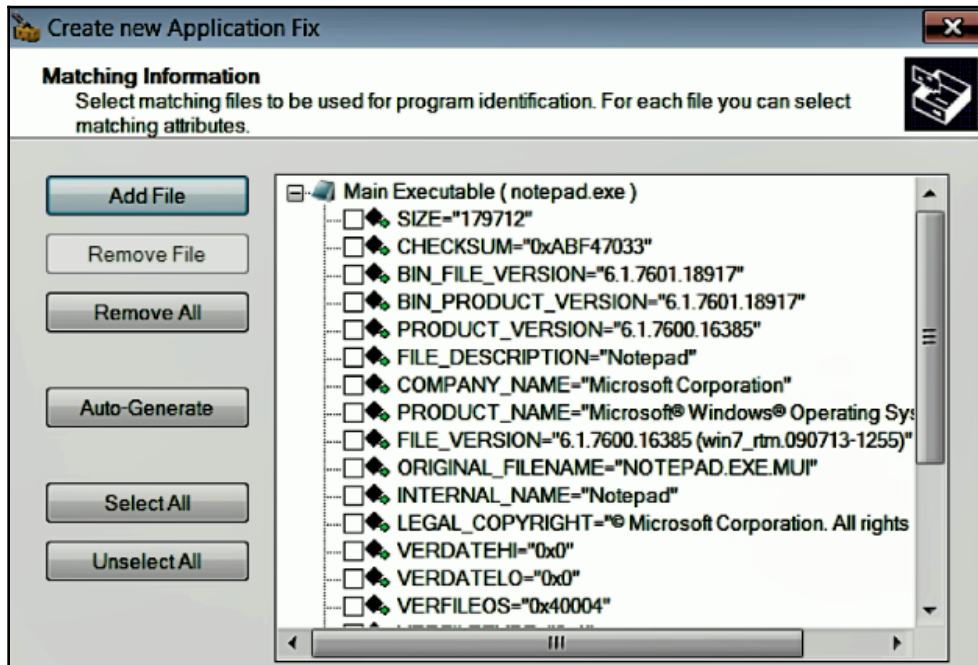 Create new Application Fix
Matching Information
Select matching files to be used for program identification. For each file you can select
matching attributes.
Add File
Remove File
Remove All
Auto-Generate
Select All
Unselect All
Main Executable ( notepad.exe )
SIZE="179712"
CHECKSUM="0xABF47033"
BIN_FILE_VERSION="6.1.7601.18917"
BIN_PRODUCT_VERSION="6.1.7601.18917"
PRODUCT_VERSION="6.1.7600.16385"
FILE_DESCRIPTION="Notepad"
COMPANY_NAME="Microsoft Corporation"
PRODUCT_NAME="Microsoft® Windows® Operating Sys
FILE_VERSION="6.1.7600.16385 (win7_rtm.090713-1255)"
ORIGINAL_FILENAME="NOTEPAD.EXE.MUI"
INTERNAL_NAME="Notepad"
LEGAL_COPYRIGHT="© Microsoft Corporation. All rights
VERDATEHI="0x0"
VERDATELO="0x0"
VERFILEOS="0x40004"